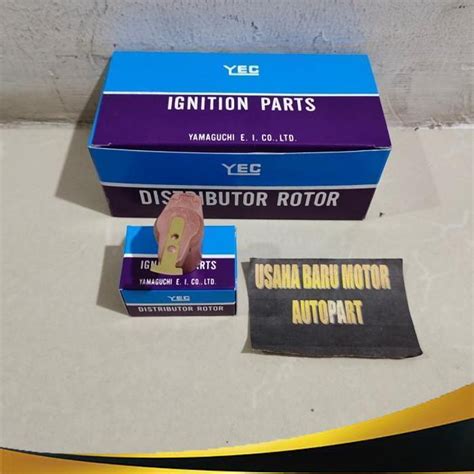 YEC
IGNITION PARTS
YAMAGUCHI E. I. CO., LTD.
YEC
DISTRIBUTOR ROTOR
IGNITION PARTS
YAMAGUCHI E. I. CO., LTD.
YEC
DISTRIBUTOR ROTOR
USAHA BARU MOTOR
AUTOPART